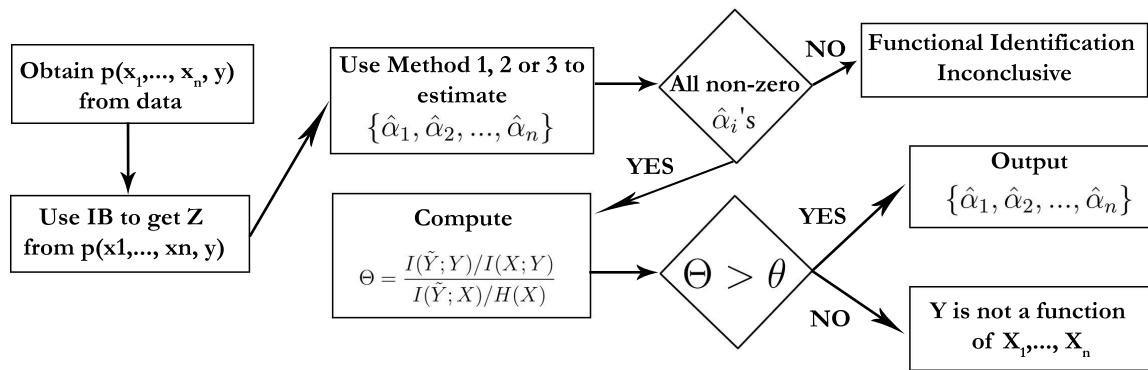 Obtain p(x₁,..., xₙ, y)
from data
Use IB to get Z
from p(x1,..., xn, y)
Use Method 1, 2 or 3 to
estimate
{α̂₁, α̂₂, ..., α̂ₙ}
All non-zero
α̂ᵢ's
NO
Functional Identification
Inconclusive
YES
Compute
Θ = I(Ỹ;Y)/I(X;Y)
I(Ỹ;X)/H(X)
Θ > θ
YES
Output
{α̂₁, α̂₂, ..., α̂ₙ}
NO
Y is not a function
of X₁,..., Xₙ